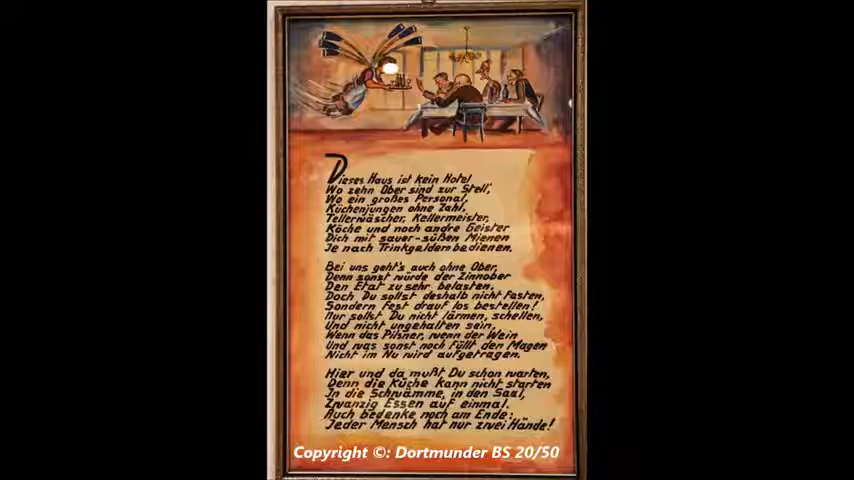 Dieses Haus ist kein Hotel
Wo zehn Ober sind zur Stell',
Wo ein großes Personal,
Küchenjungen ohne Zahl,
Tellerwäscher, Kellermeister,
Köche und noch andre Geister
Dich mit sauer-süßen Mienen
Je nach Trinkgeldern bedienen.
Bei uns geht's auch ohne Ober,
Denn sonst würde der Zinnober
Den Etat zu sehr belasten.
Doch Du sollst deshalb nicht fasten,
Sondern fest drauf los bestellen!
Nur sollst Du nicht lärmen, schellen,
Und nicht ungehalten sein,
Wenn das Pilsner, wenn der Wein
Und was sonst noch füllt den Magen
Nicht im Nu wird aufgetragen.
Hier und da mußt Du schon warten,
Denn die Küche kann nicht starten
In die Schwämme, in den Saal,
Zwanzig Essen auf einmal.
Auch bedenke noch am Ende:
Jeder Mensch hat nur zwei Hände!
Copyright ©: Dortmunder BS 20/50